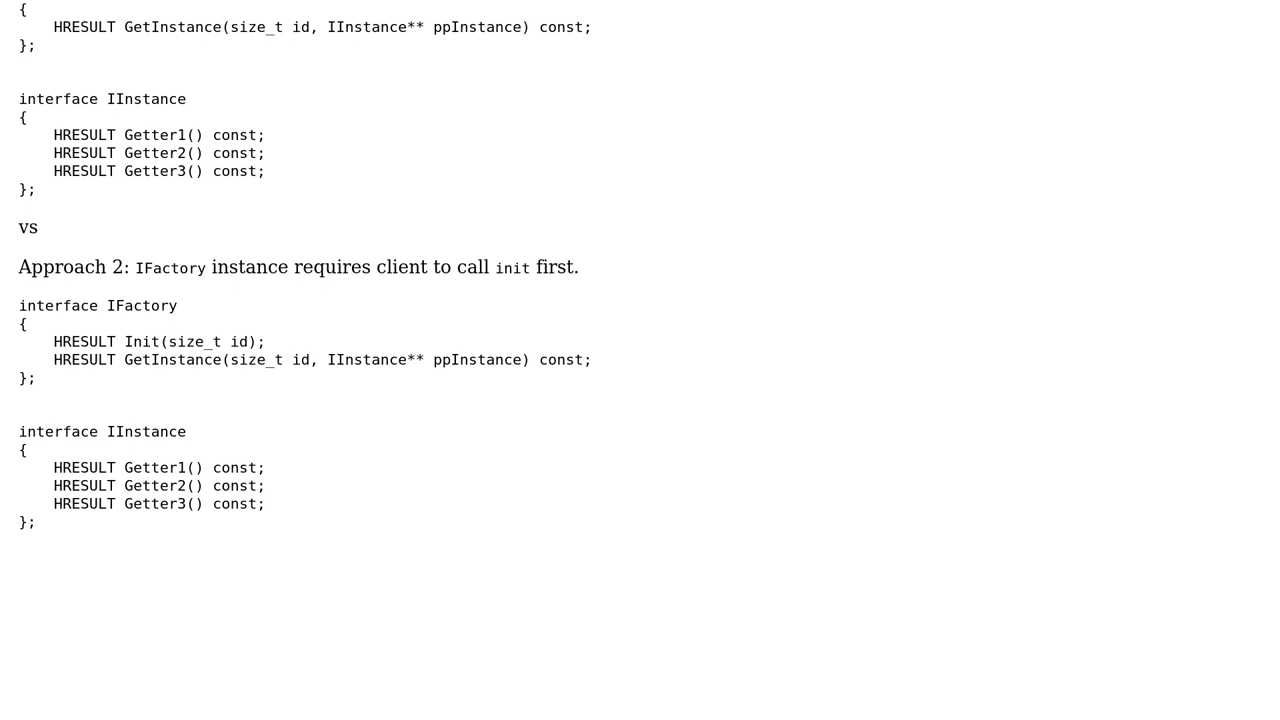 {
    HRESULT GetInstance(size_t id, IInstance** ppInstance) const;
};
interface IInstance
{
    HRESULT Getter1() const;
    HRESULT Getter2() const;
    HRESULT Getter3() const;
};
vs
Approach 2: IFactory instance requires client to call init first.
interface IFactory
{
    HRESULT Init(size_t id);
    HRESULT GetInstance(size_t id, IInstance** ppInstance) const;
};
interface IInstance
{
    HRESULT Getter1() const;
    HRESULT Getter2() const;
    HRESULT Getter3() const;
};